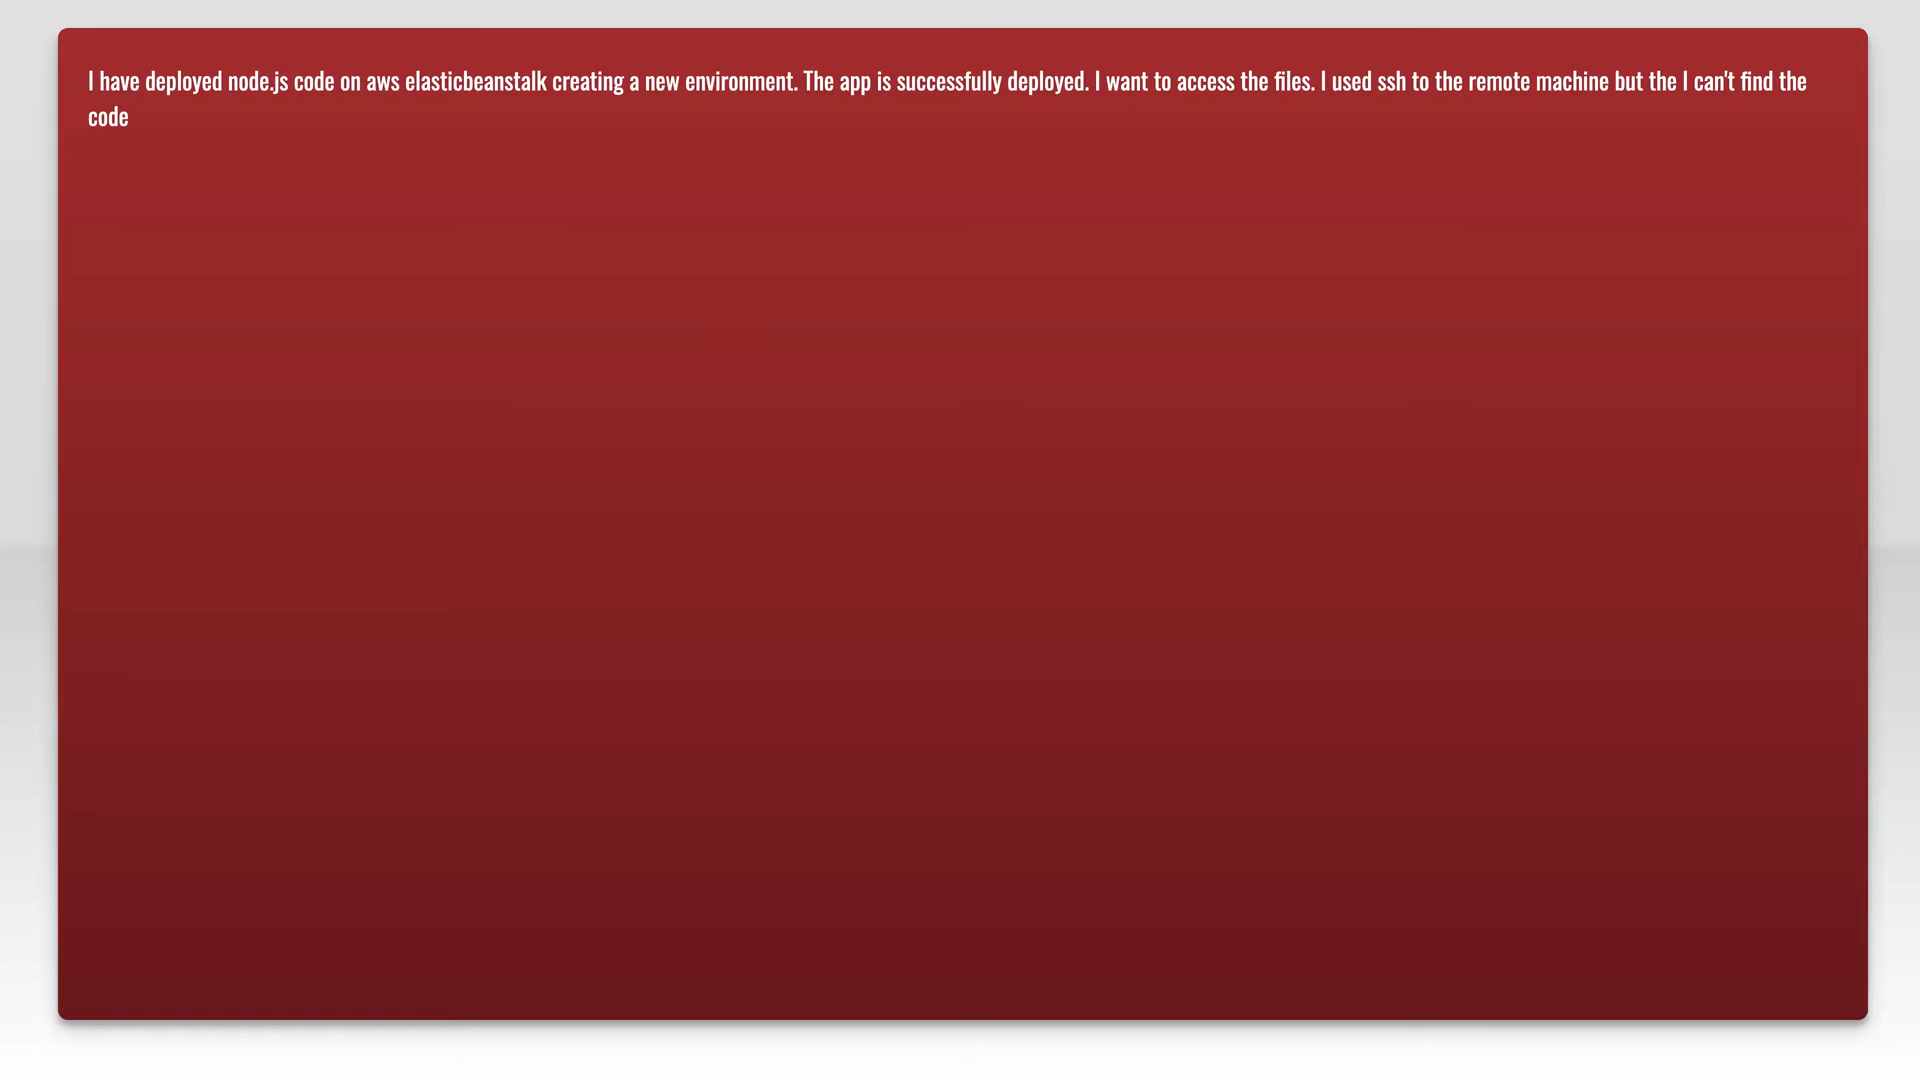 I have deployed node.js code on aws elasticbeanstalk creating a new environment. The app is successfully deployed. I want to access the files. I used ssh to the remote machine but the I can't find the
code